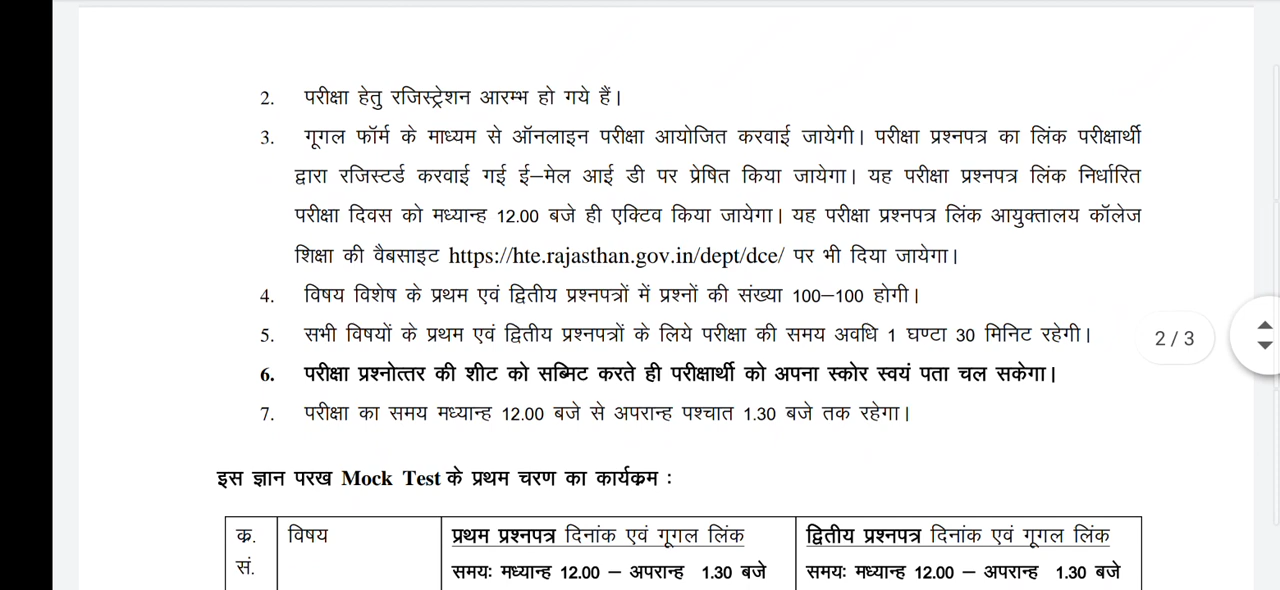 2. परीक्षा हेतु रजिस्ट्रेशन आरम्भ हो गये हैं।
3. गूगल फॉर्म के माध्यम से ऑनलाइन परीक्षा आयोजित करवाई जायेगी। परीक्षा प्रश्नपत्र का लिंक परीक्षार्थी
द्वारा रजिस्टर्ड करवाई गई ई–मेल आई डी पर प्रेषित किया जायेगा। यह परीक्षा प्रश्नपत्र लिंक निर्धारित
परीक्षा दिवस को मध्यान्ह 12.00 बजे ही एक्टिव किया जायेगा। यह परीक्षा प्रश्नपत्र लिंक आयुक्तालय कॉलेज
शिक्षा की वैबसाइट https://hte.rajasthan.gov.in/dept/dce/ पर भी दिया जायेगा।
4. विषय विशेष के प्रथम एवं द्वितीय प्रश्नपत्रों में प्रश्नों की संख्या 100–100 होगी।
5. सभी विषयों के प्रथम एवं द्वितीय प्रश्नपत्रों के लिये परीक्षा की समय अवधि 1 घण्टा 30 मिनिट रहेगी।
2 / 3
6. परीक्षा प्रश्नोत्तर की शीट को सब्मिट करते ही परीक्षार्थी को अपना स्कोर स्वयं पता चल सकेगा।
7. परीक्षा का समय मध्यान्ह 12.00 बजे से अपरान्ह पश्चात 1.30 बजे तक रहेगा।
इस ज्ञान परख Mock Test के प्रथम चरण का कार्यक्रम :
क्र. विषय प्रथम प्रश्नपत्र दिनांक एवं गूगल लिंक द्वितीय प्रश्नपत्र दिनांक एवं गूगल लिंक
सं. समयः मध्यान्ह 12.00 – अपरान्ह 1.30 बजे समयः मध्यान्ह 12.00 – अपरान्ह 1.30 बजे